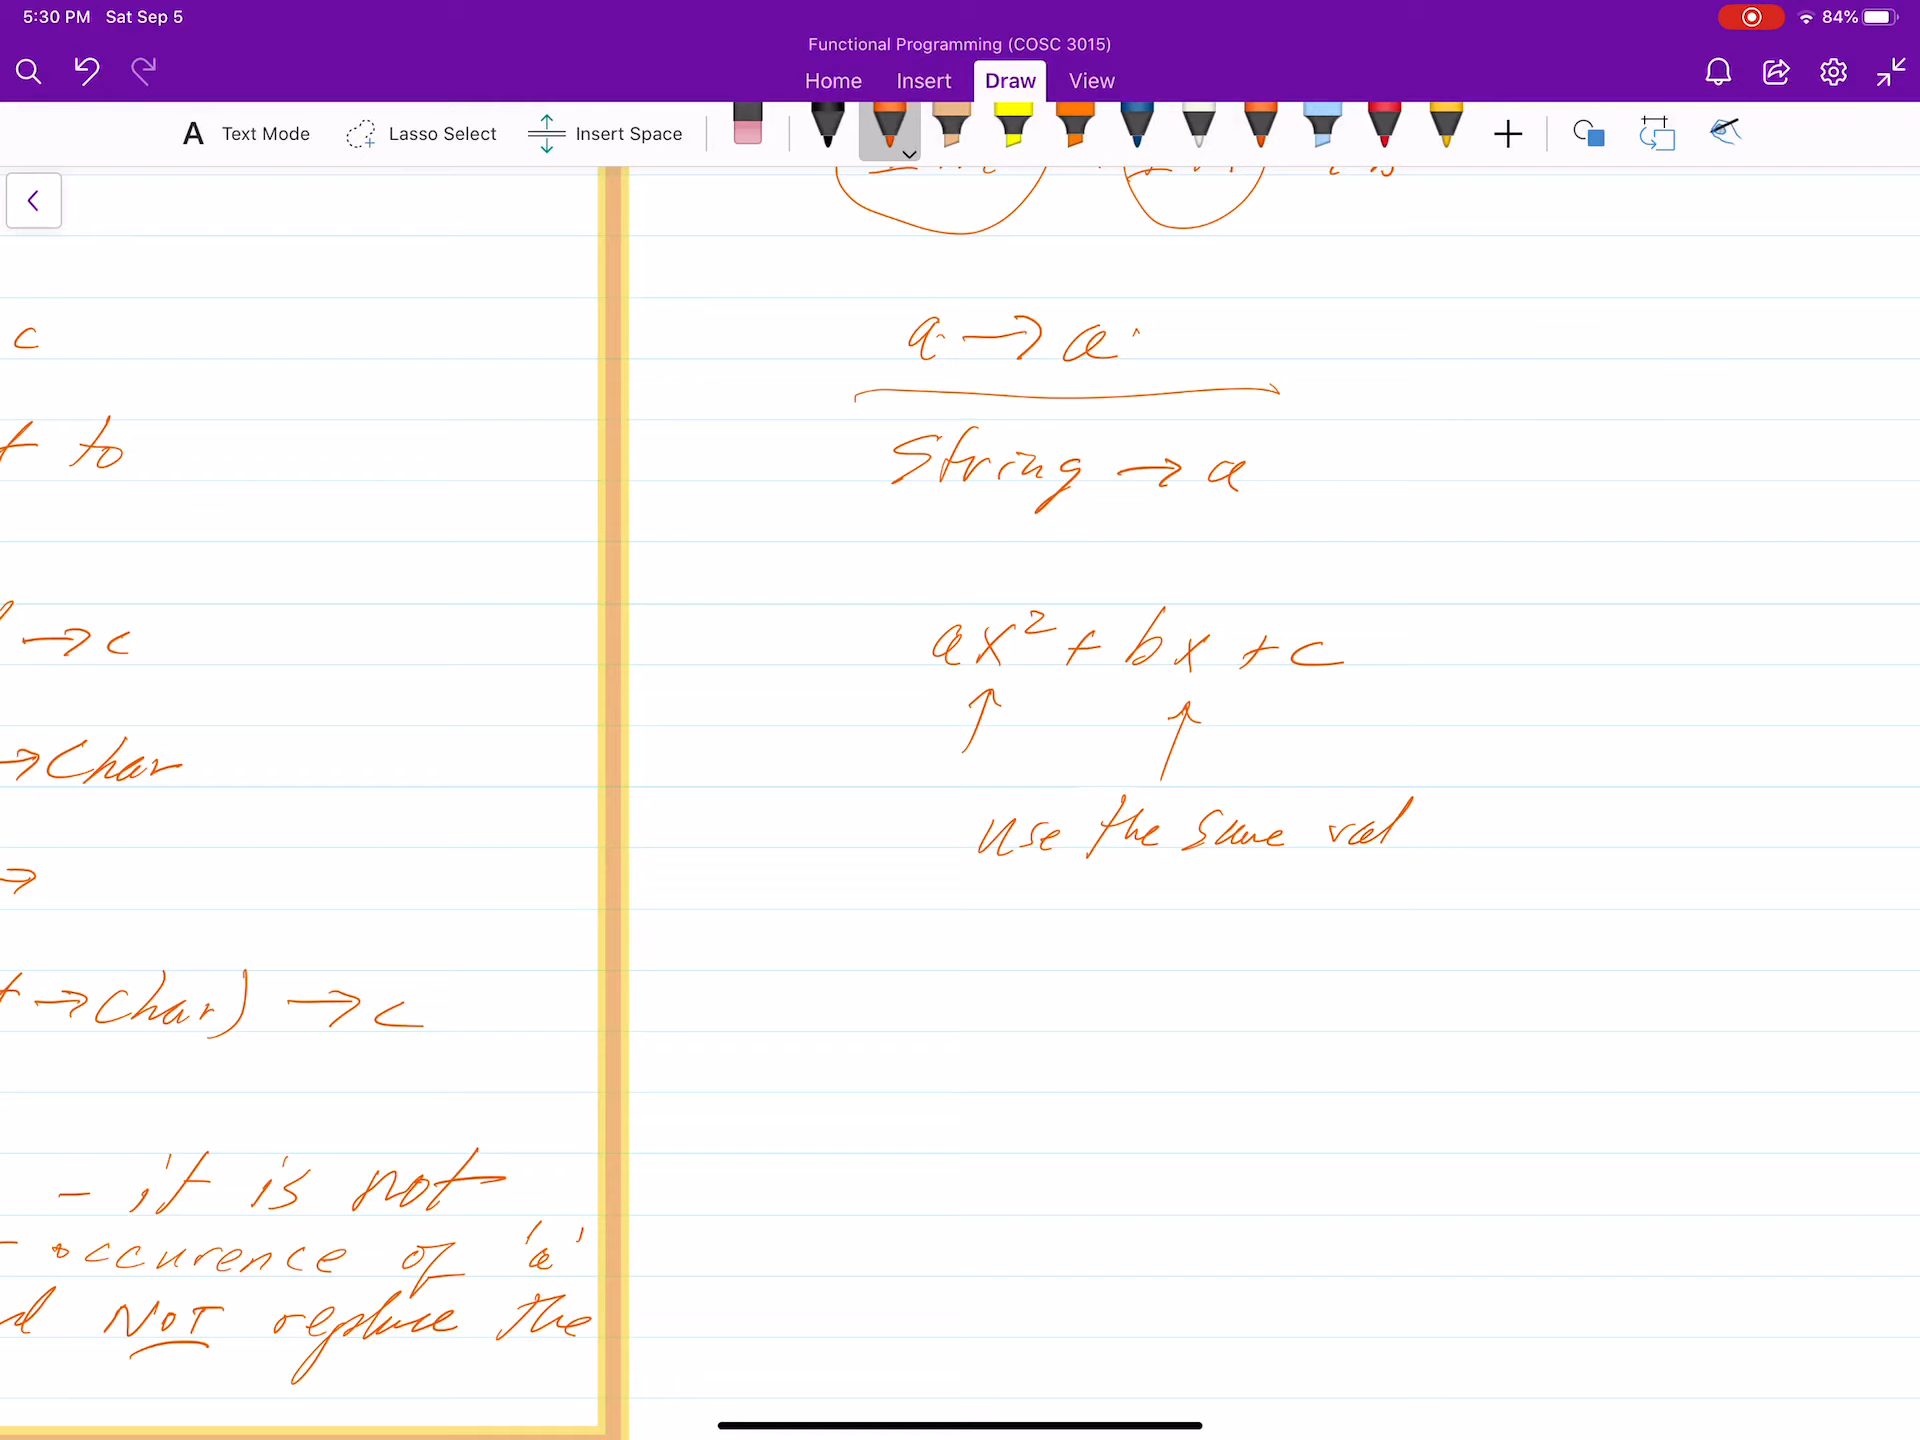 5:30 PM Sat Sep 5
84%
Functional Programming (COSC 3015)
Home Insert Draw View
A Text Mode Lasso Select Insert Space
c
t to
→ c
→ Char
→
t → Char) → c
- it is not
occurence of 'a'
NOT replace the
a → a
String → a
ax² + bx + c
↑ ↑
use the same val